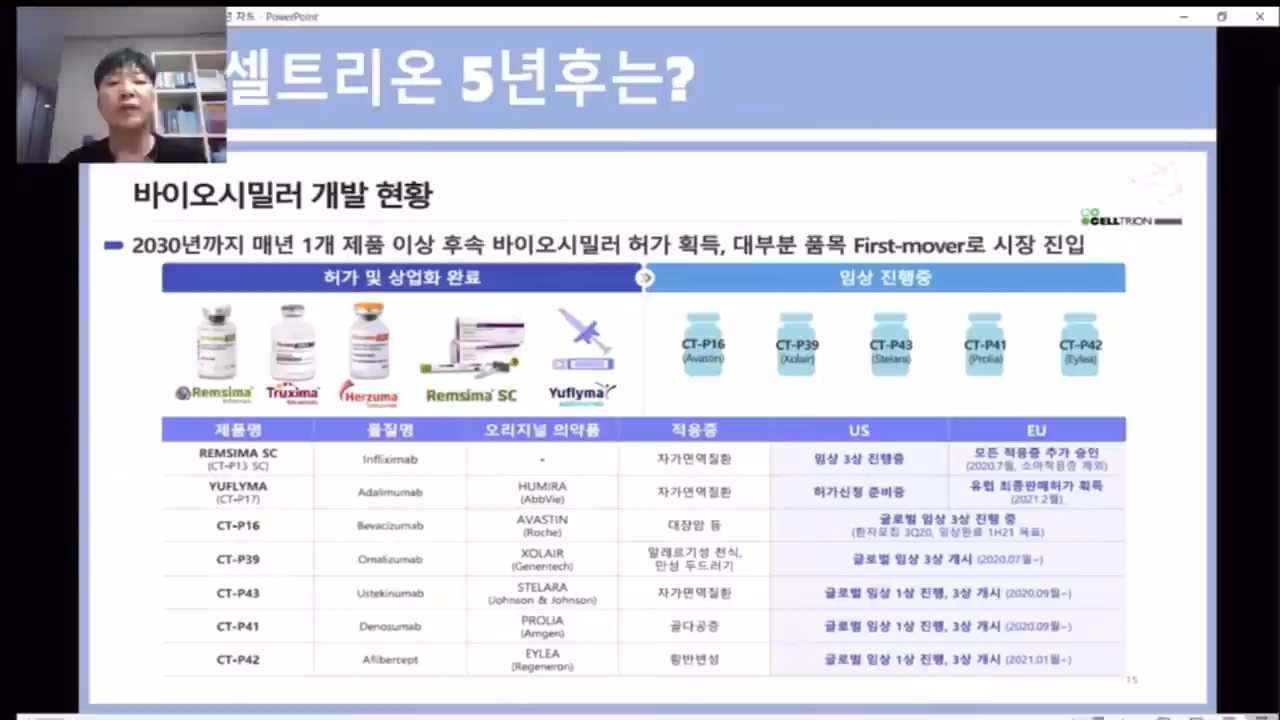 자트 - PowerPoint
셀트리온 5년후는?
바이오시밀러 개발 현황
CELLTRION
2030년까지 매년 1개 제품 이상 후속 바이오시밀러 허가 획득, 대부분 품목 First-mover로 시장 진입
허가 및 상업화 완료
임상 진행중
Remsima
Truxima
Herzuma
Remsima SC
Yuflyma
CT-P16
(Avastin)
CT-P39
(Xolair)
CT-P43
(Stelara)
CT-P41
(Prolia)
CT-P42
(Eylea)
제품명 물질명 오리지널 의약품 적응증 US EU
REMSIMA SC
(CT-P13 SC)
Infliximab
-
자가면역질환
임상 3상 진행중
모든 적응증 추가 승인
(2020.7월, 소아적응증 제외)
YUFLYMA
(CT-P17)
Adalimumab
HUMIRA
(AbbVie)
자가면역질환
허가신청 준비중
유럽 최종판매허가 획득
(2021.2월)
CT-P16
Bevacizumab
AVASTIN
(Roche)
대장암 등
글로벌 임상 3상 진행 중
(환자모집 3Q20, 임상완료 1H21 목표)
CT-P39
Omalizumab
XOLAIR
(Genentech)
알레르기성 천식,
만성 두드러기
글로벌 임상 3상 개시 (2020.07월~)
CT-P43
Ustekinumab
STELARA
(Johnson & Johnson)
자가면역질환
글로벌 임상 1상 진행, 3상 개시 (2020.09월~)
CT-P41
Denosumab
PROLIA
(Amgen)
골다공증
글로벌 임상 1상 진행, 3상 개시 (2020.09월~)
CT-P42
Aflibercept
EYLEA
(Regeneron)
황반변성
글로벌 임상 1상 진행, 3상 개시 (2021.01월~)
15